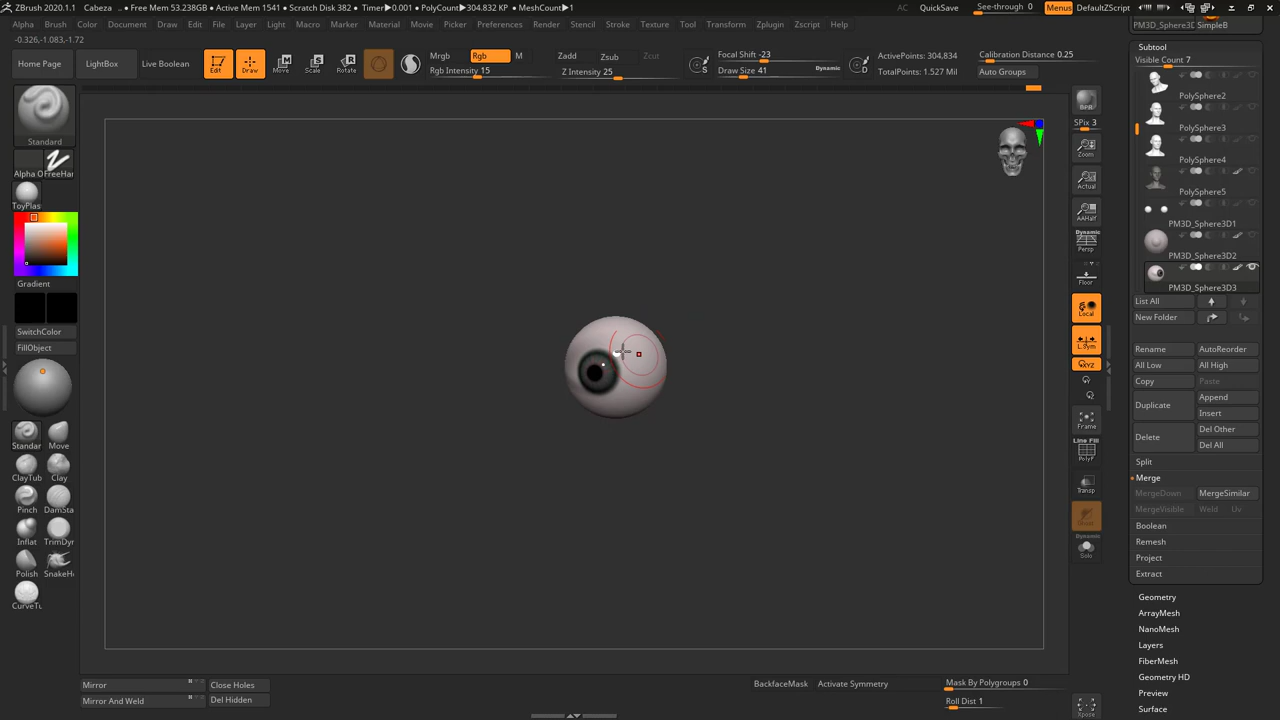 ZBrush 2020.1.1 Cabeza • Free Mem 53.238GB • Active Mem 1541 • Scratch Disk 382 • Timer▶0.001 • PolyCount▶304.832 KP • MeshCount▶1 AC QuickSave See-through 0 Menus DefaultZScript
Alpha Brush Color Document Draw Edit File Layer Light Macro Marker Movie Picker Preferences Render Stencil Stroke Texture Tool Transform Zplugin Zscript Help
-0.326,-1.083,-1.72
Home Page LightBox Live Boolean Edit Draw Move Scale Rotate
Mrgb Rgb
Rgb Intensity 15
Zadd Zsub Zcut
Z Intensity 25
Focal Shift -23
Draw Size 41 Dynamic
S D
ActivePoints: 304,834
TotalPoints: 1.527 Mil
Calibration Distance 0.25
Auto Groups
Standard
Alpha O FreeHan
ToyPlas
Gradient
SwitchColor
FillObject
Standar Move
ClayTub Clay
Pinch DamSta
Inflat TrimDyr
Polish SnakeH
CurveTu
BPR
SPix 3
Zoom
Actual
AAHalf
Dynamic
Persp
Floor
Local
L.Sym
XYZ
Frame
Line Fill
PolyF
Transp
Dynamic
Solo
Xpose
PM3D_Sphere3D SimpleB
Subtool
Visible Count 7
PolySphere2
PolySphere3
PolySphere4
PolySphere5
PM3D_Sphere3D1
PM3D_Sphere3D2
PM3D_Sphere3D3
List All
New Folder
Rename AutoReorder
All Low All High
Copy Paste
Duplicate Append
Insert
Delete Del Other
Del All
Split
Merge
MergeDown MergeSimilar
MergeVisible Weld Uv
Boolean
Remesh
Project
Extract
Geometry
ArrayMesh
NanoMesh
Layers
FiberMesh
Geometry HD
Preview
Surface
Mirror Close Holes
Mirror And Weld Del Hidden
BackfaceMask Activate Symmetry
Mask By Polygroups 0
Roll Dist 1